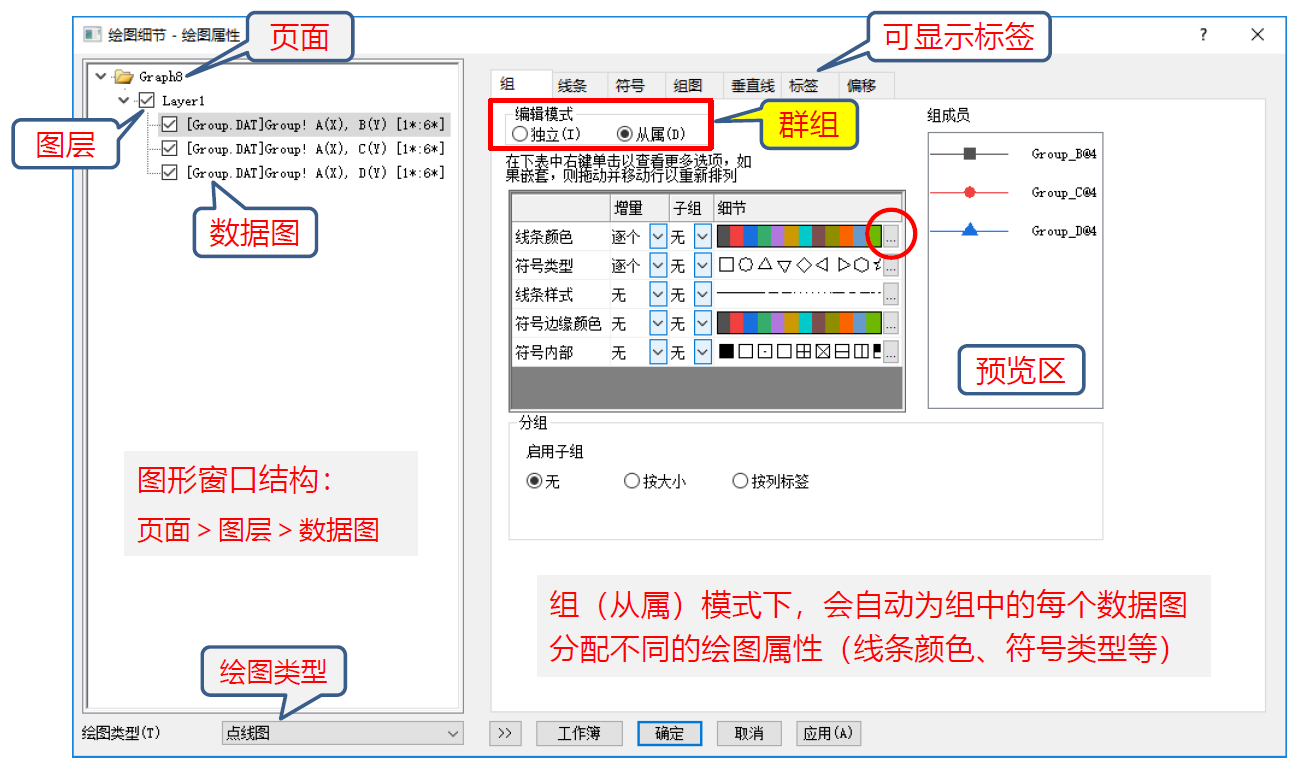 绘图细节 - 绘图属性
页面
可显示标签
?
Graph8
Layer1
[Group.DAT]Group! A(X), B(Y) [1*:6*]
[Group.DAT]Group! A(X), C(Y) [1*:6*]
[Group.DAT]Group! A(X), D(Y) [1*:6*]
图层
数据图
图形窗口结构：
页面 > 图层 > 数据图
绘图类型
绘图类型(T)
点线图
组 线条 符号 组图 垂直线 标签 偏移
编辑模式
独立(I) 从属(D)
群组
在下表中右键单击以查看更多选项，如
果嵌套，则拖动并移动行以重新排列
增量 子组 细节
线条颜色 逐个 无 ...
符号类型 逐个 无 ...
线条样式 无 无 ...
符号边缘颜色 无 无 ...
符号内部 无 无 ...
组成员
Group_B@4
Group_C@4
Group_D@4
预览区
分组
启用子组
无 按大小 按列标签
组（从属）模式下，会自动为组中的每个数据图
分配不同的绘图属性（线条颜色、符号类型等）
>> 工作簿 确定 取消 应用(A)